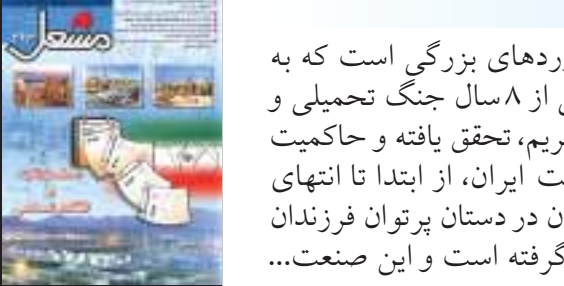 مشعل
وردهای بزرگی است که به
از ۸ سال جنگ تحمیلی و
ریم، تحقق یافته و حاکمیت
ت ایران، از ابتدا تا انتهای
ن در دستان پرتوان فرزندان
گرفته است و این صنعت...